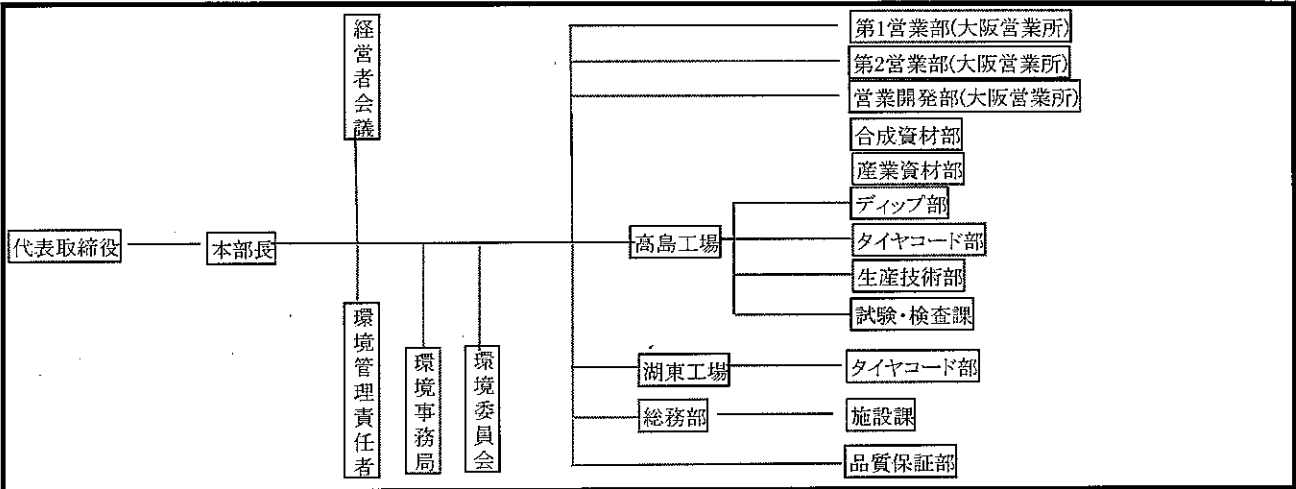 経営者会議
第1営業部(大阪営業所)
第2営業部(大阪営業所)
営業開発部(大阪営業所)
合成資材部
産業資材部
ディップ部
代表取締役
本部長
高島工場
タイヤコード部
生産技術部
試験・検査課
環境管理責任者
環境事務局
環境委員会
湖東工場
タイヤコード部
総務部
施設課
品質保証部